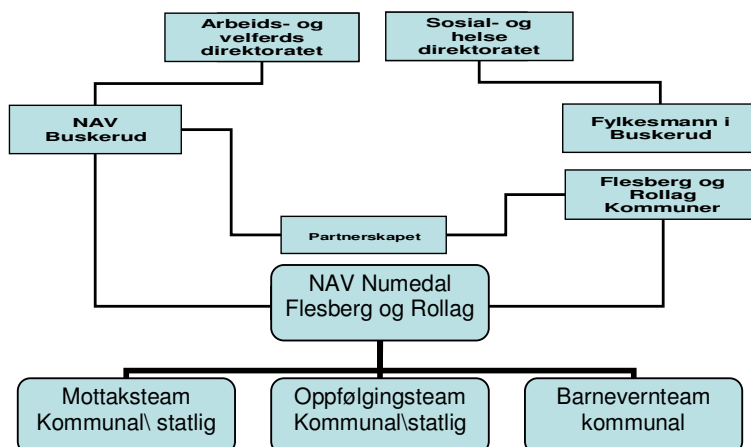 Arbeids- og
velferds
direktoratet
Sosial- og
helse
direktoratet
NAV
Buskerud
Fylkesmann i
Buskerud
Flesberg og
Rollag
Kommuner
Partnerskapet
NAV Numedal
Flesberg og Rollag
Mottaksteam
Kommunal\ statlig
Oppfølgingsteam
Kommunal\statlig
Barnevernteam
kommunal